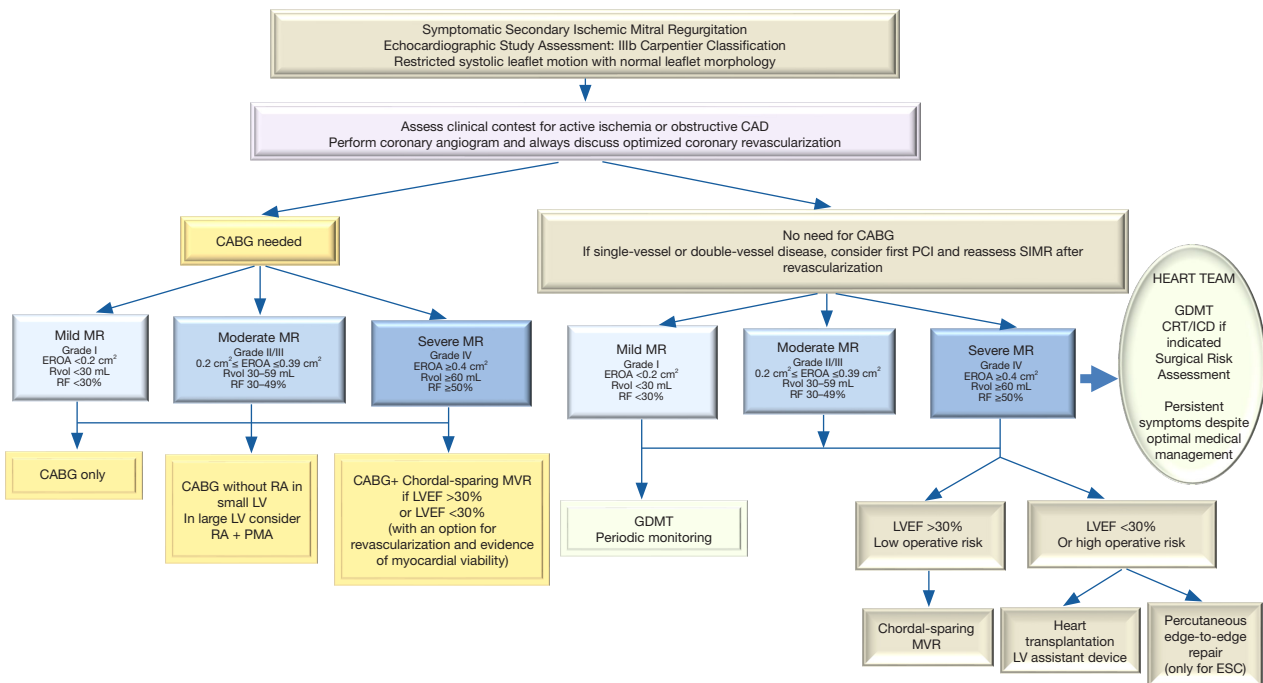 Symptomatic Secondary Ischemic Mitral Regurgitation
Echocardiographic Study Assessment: IIIb Carpentier Classification
Restricted systolic leaflet motion with normal leaflet morphology
Assess clinical contest for active ischemia or obstructive CAD
Perform coronary angiogram and always discuss optimized coronary revascularization
CABG needed
No need for CABG
If single-vessel or double-vessel disease, consider first PCI and reassess SIMR after
revascularization
HEART TEAM
GDMT
CRT/ICD if
indicated
Surgical Risk
Assessment
Persistent
symptoms despite
optimal medical
management
Mild MR
Grade I
EROA <0.2 cm²
Rvol <30 mL
RF <30%
Moderate MR
Grade II/III
0.2 cm²≤ EROA ≤0.39 cm²
Rvol 30–59 mL
RF 30–49%
Severe MR
Grade IV
EROA ≥0.4 cm²
Rvol ≥60 mL
RF ≥50%
Mild MR
Grade I
EROA <0.2 cm²
Rvol <30 mL
RF <30%
Moderate MR
Grade II/III
0.2 cm²≤ EROA ≤0.39 cm²
Rvol 30–59 mL
RF 30–49%
Severe MR
Grade IV
EROA ≥0.4 cm²
Rvol ≥60 mL
RF ≥50%
CABG only
CABG without RA in
small LV
In large LV consider
RA + PMA
CABG+ Chordal-sparing MVR
if LVEF >30%
or LVEF <30%
(with an option for
revascularization and evidence
of myocardial viability)
GDMT
Periodic monitoring
LVEF >30%
Low operative risk
LVEF <30%
Or high operative risk
Chordal-sparing
MVR
Heart
transplantation
LV assistant device
Percutaneous
edge-to-edge
repair
(only for ESC)